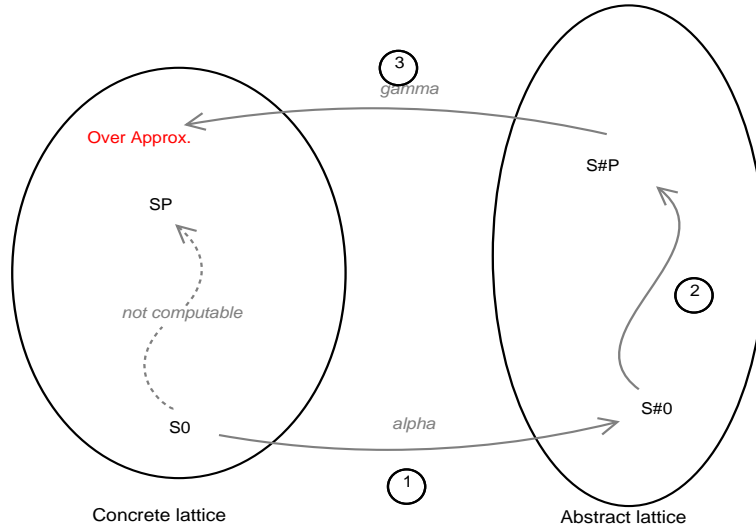 3
gamma
Over Approx.
S#P
SP
2
not computable
S#0
S0
alpha
1
Concrete lattice
Abstract lattice